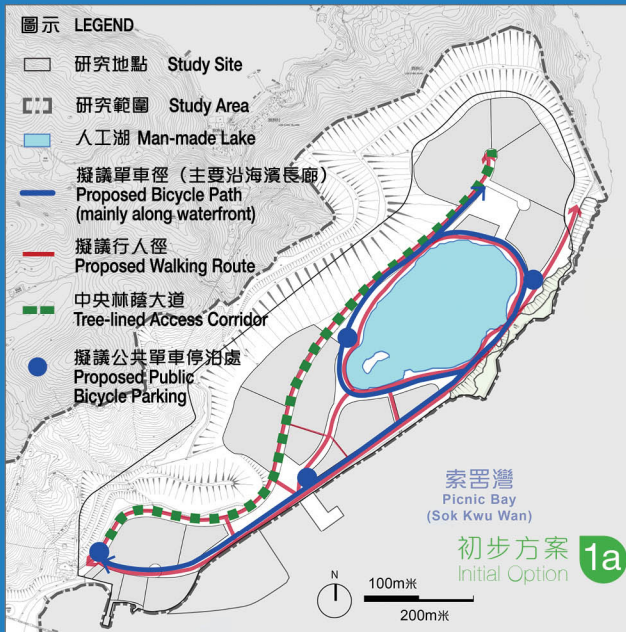 圖示 LEGEND
研究地點 Study Site
研究範圍 Study Area
人工湖 Man-made Lake
擬議單車徑（主要沿海濱長廊）
Proposed Bicycle Path
(mainly along waterfront)
擬議行人徑
Proposed Walking Route
中央林蔭大道
Tree-lined Access Corridor
擬議公共單車停泊處
Proposed Public
Bicycle Parking
索罟灣
Picnic Bay
(Sok Kwu Wan)
初步方案
Initial Option
1a
N
100m米
200m米